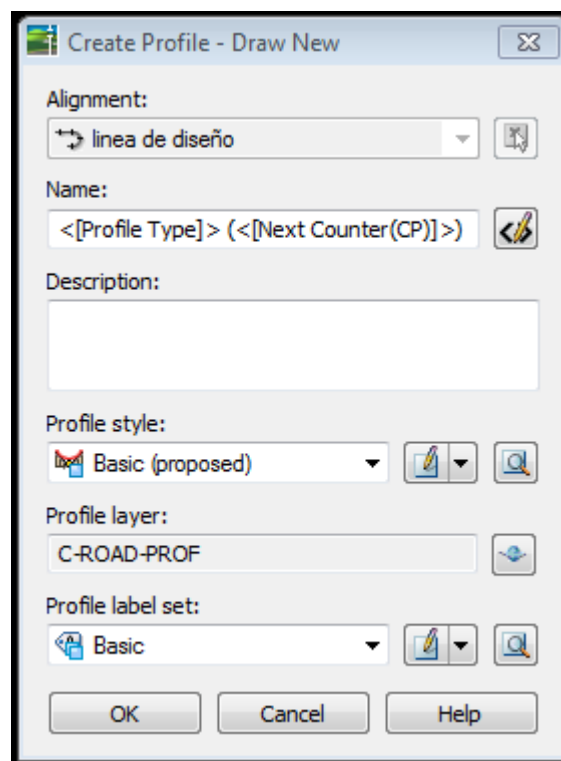 Create Profile - Draw New
Alignment:
linea de diseño
Name:
<[Profile Type]> (<[Next Counter(CP)]>)
Description:
Profile style:
Basic (proposed)
Profile layer:
C-ROAD-PROF
Profile label set:
Basic
OK Cancel Help